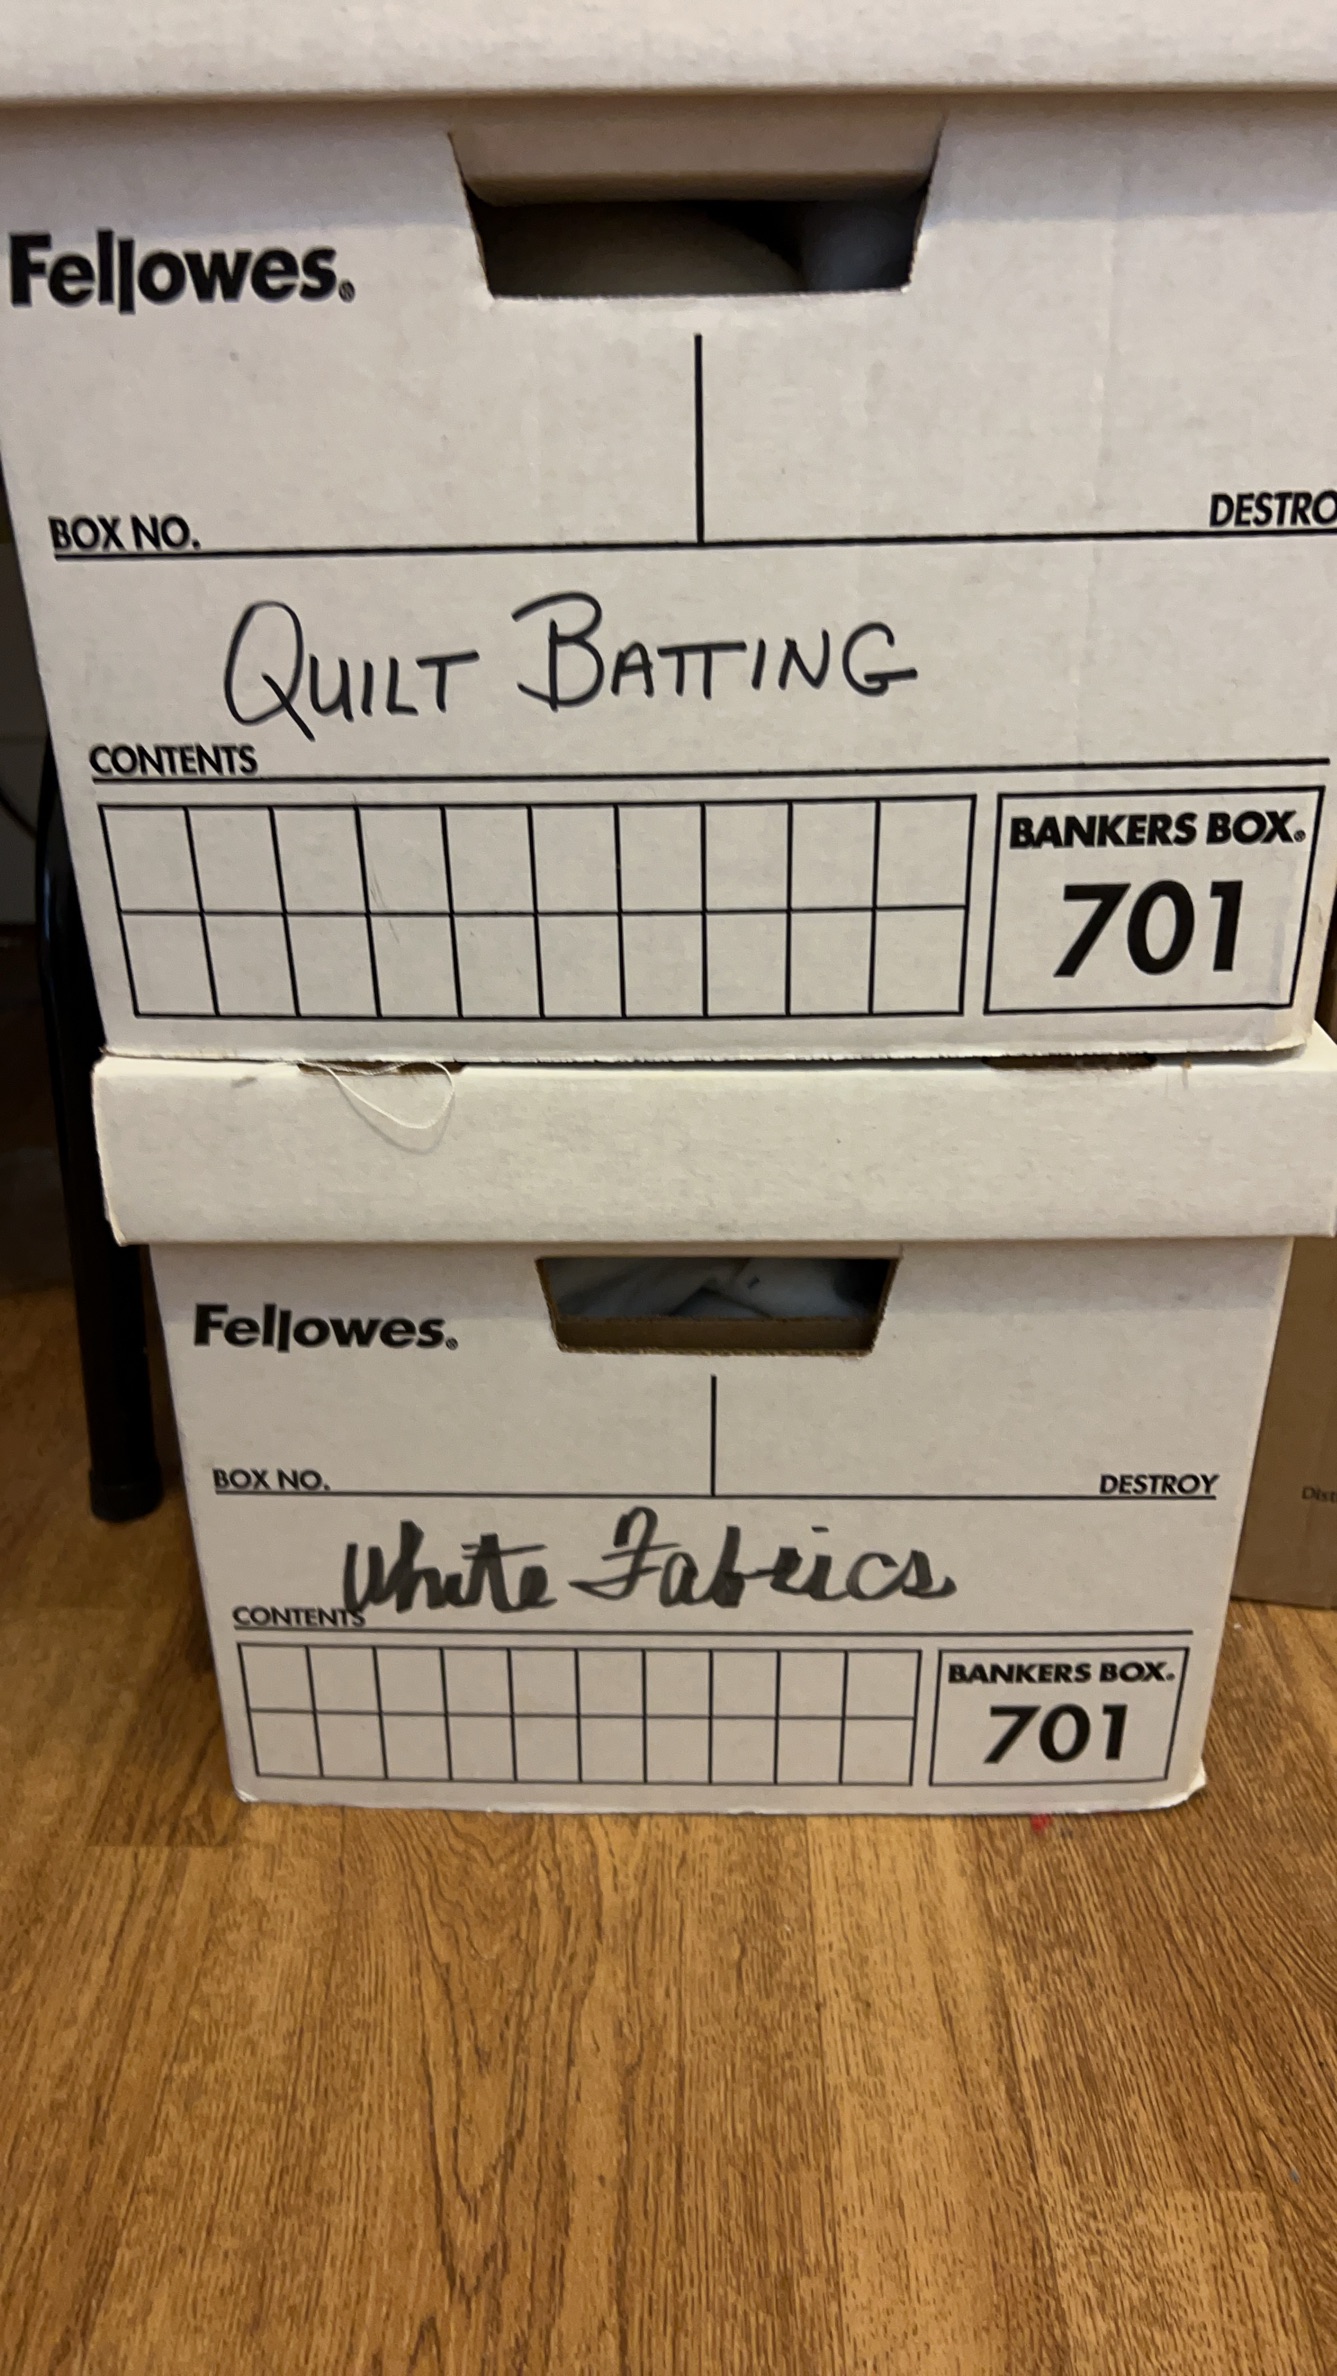 Fellowes®
BOX NO.
DESTRO
QUILT BATTING
CONTENTS
BANKERS BOX®
701
Fellowes®
BOX NO.
DESTROY
White Fabrics
CONTENTS
BANKERS BOX®
701
Dist